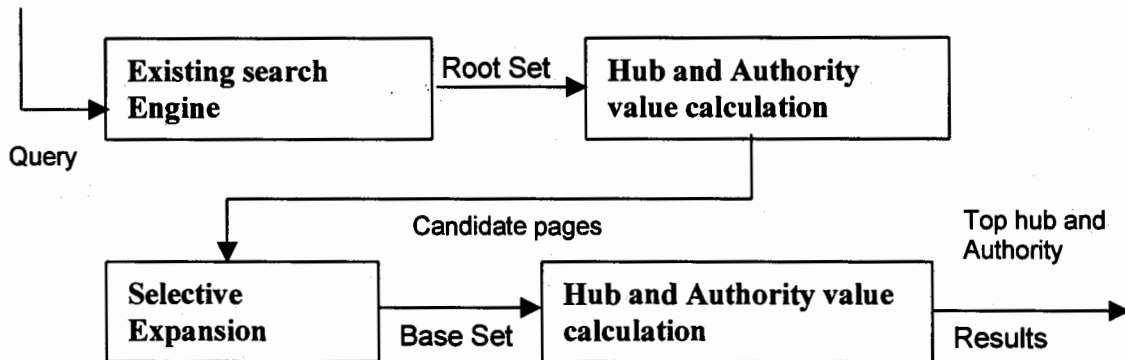 Existing search
Engine
Root Set
Hub and Authority
value calculation
Query
Candidate pages
Top hub and
Authority
Selective
Expansion
Base Set
Hub and Authority value
calculation
Results